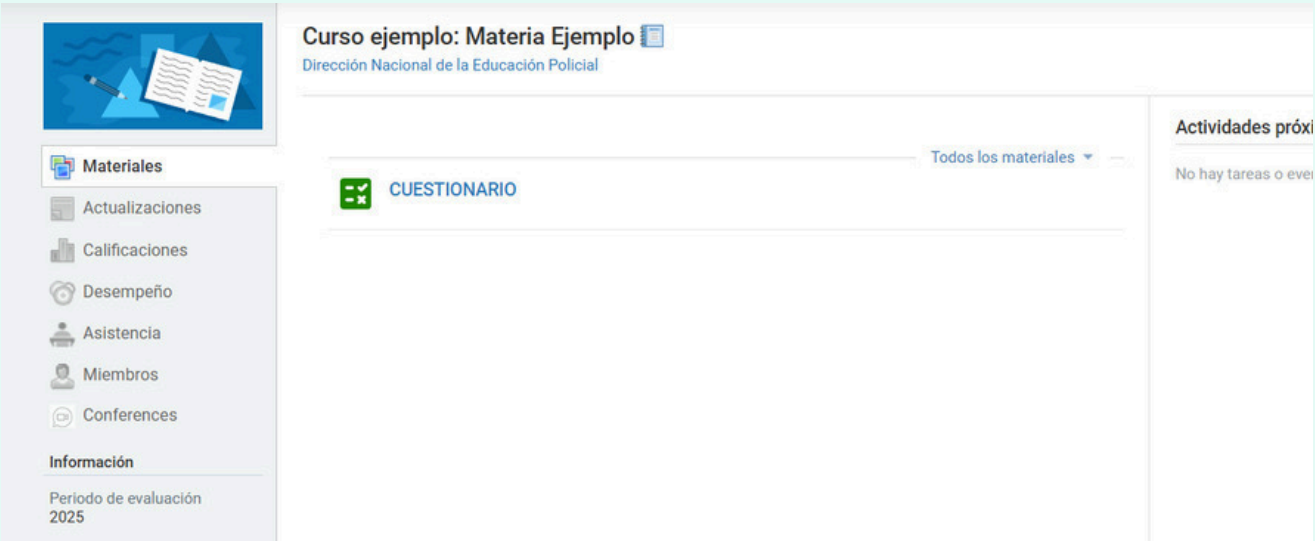 Curso ejemplo: Materia Ejemplo
Dirección Nacional de la Educación Policial
Materiales
Actualizaciones
Calificaciones
Desempeño
Asistencia
Miembros
Conferences
Información
Periodo de evaluación
2025
Todos los materiales
CUESTIONARIO
Actividades próxi
No hay tareas o eve